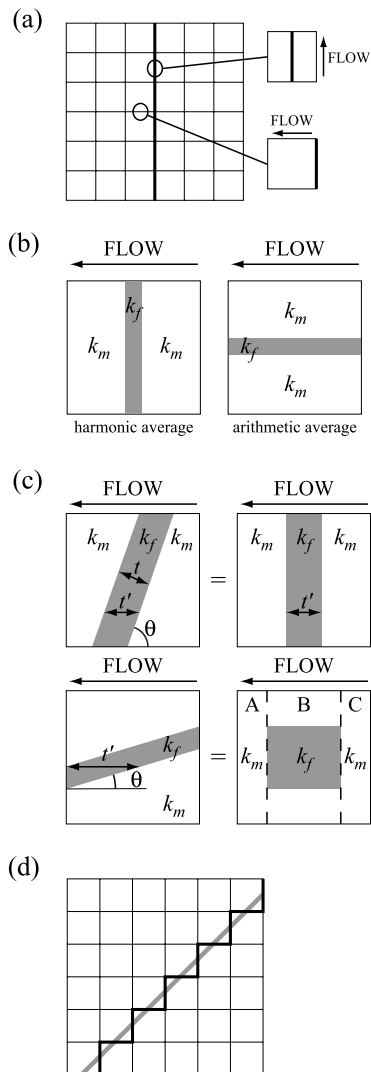 (a)
FLOW
FLOW
(b)
FLOW FLOW
k_f
k_m k_m
k_m
k_f
k_m
harmonic average arithmetic average
(c)
FLOW FLOW
k_m k_f k_m = k_m k_f k_m
t
t′ t′
θ
FLOW FLOW
A B C
t′ k_f = k_m k_f k_m
θ
k_m
(d)